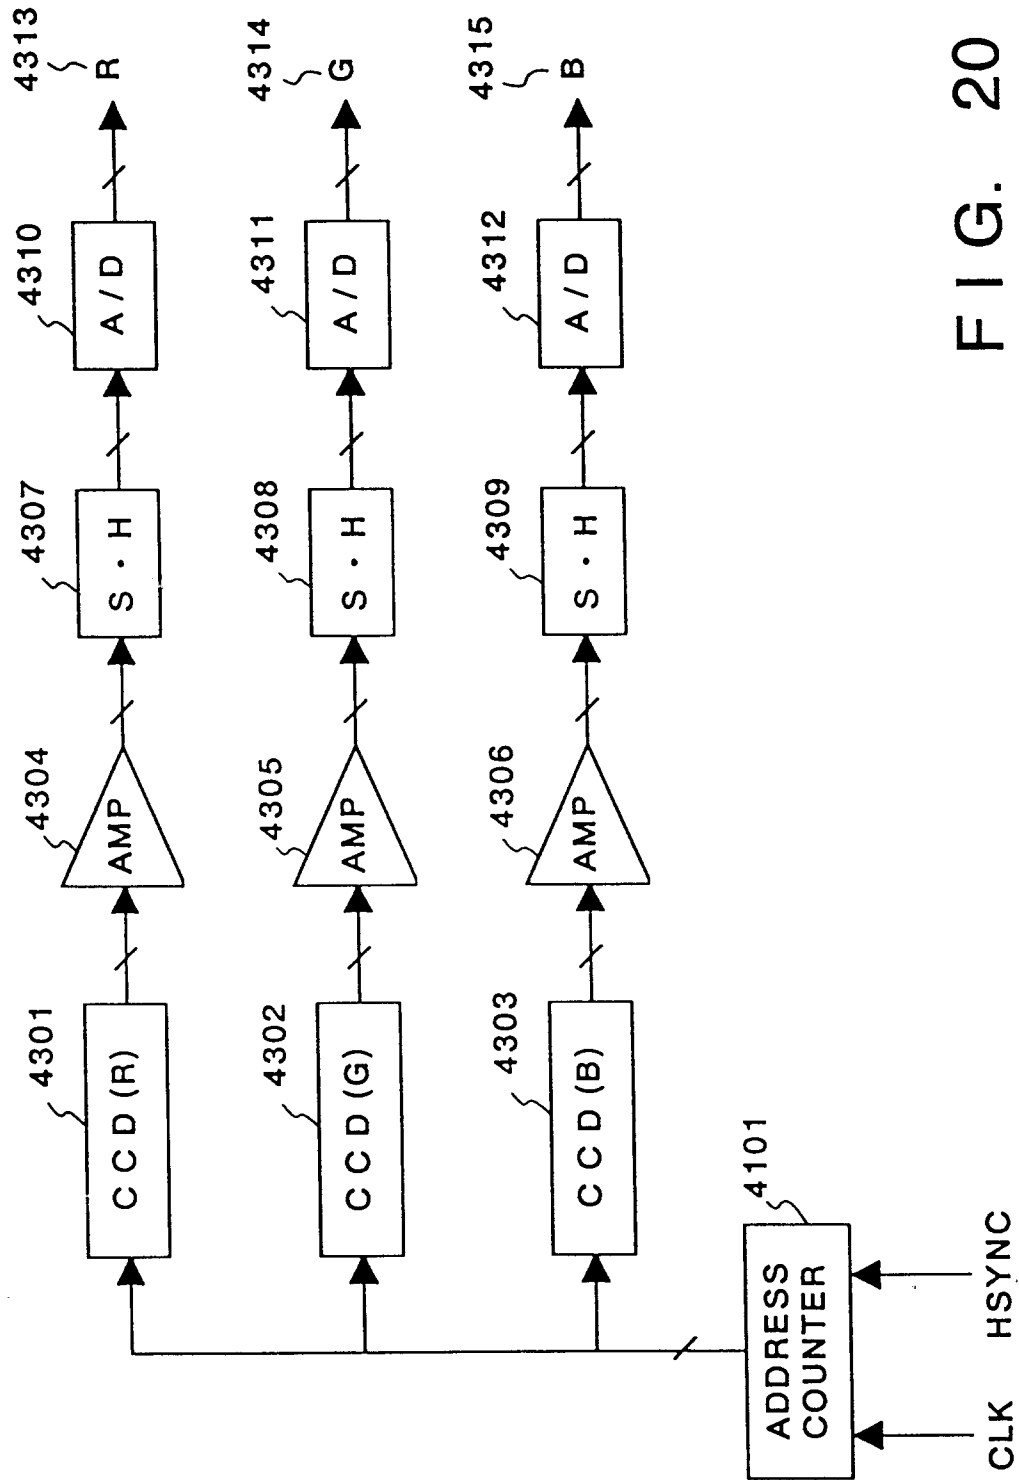 4301
CCD(R)
4304
AMP
4307
S・H
4310
A/D
4313
R
4302
CCD(G)
4305
AMP
4308
S・H
4311
A/D
4314
G
4303
CCD(B)
4306
AMP
4309
S・H
4312
A/D
4315
B
4101
ADDRESS
COUNTER
CLK
HSYNC
FIG. 20